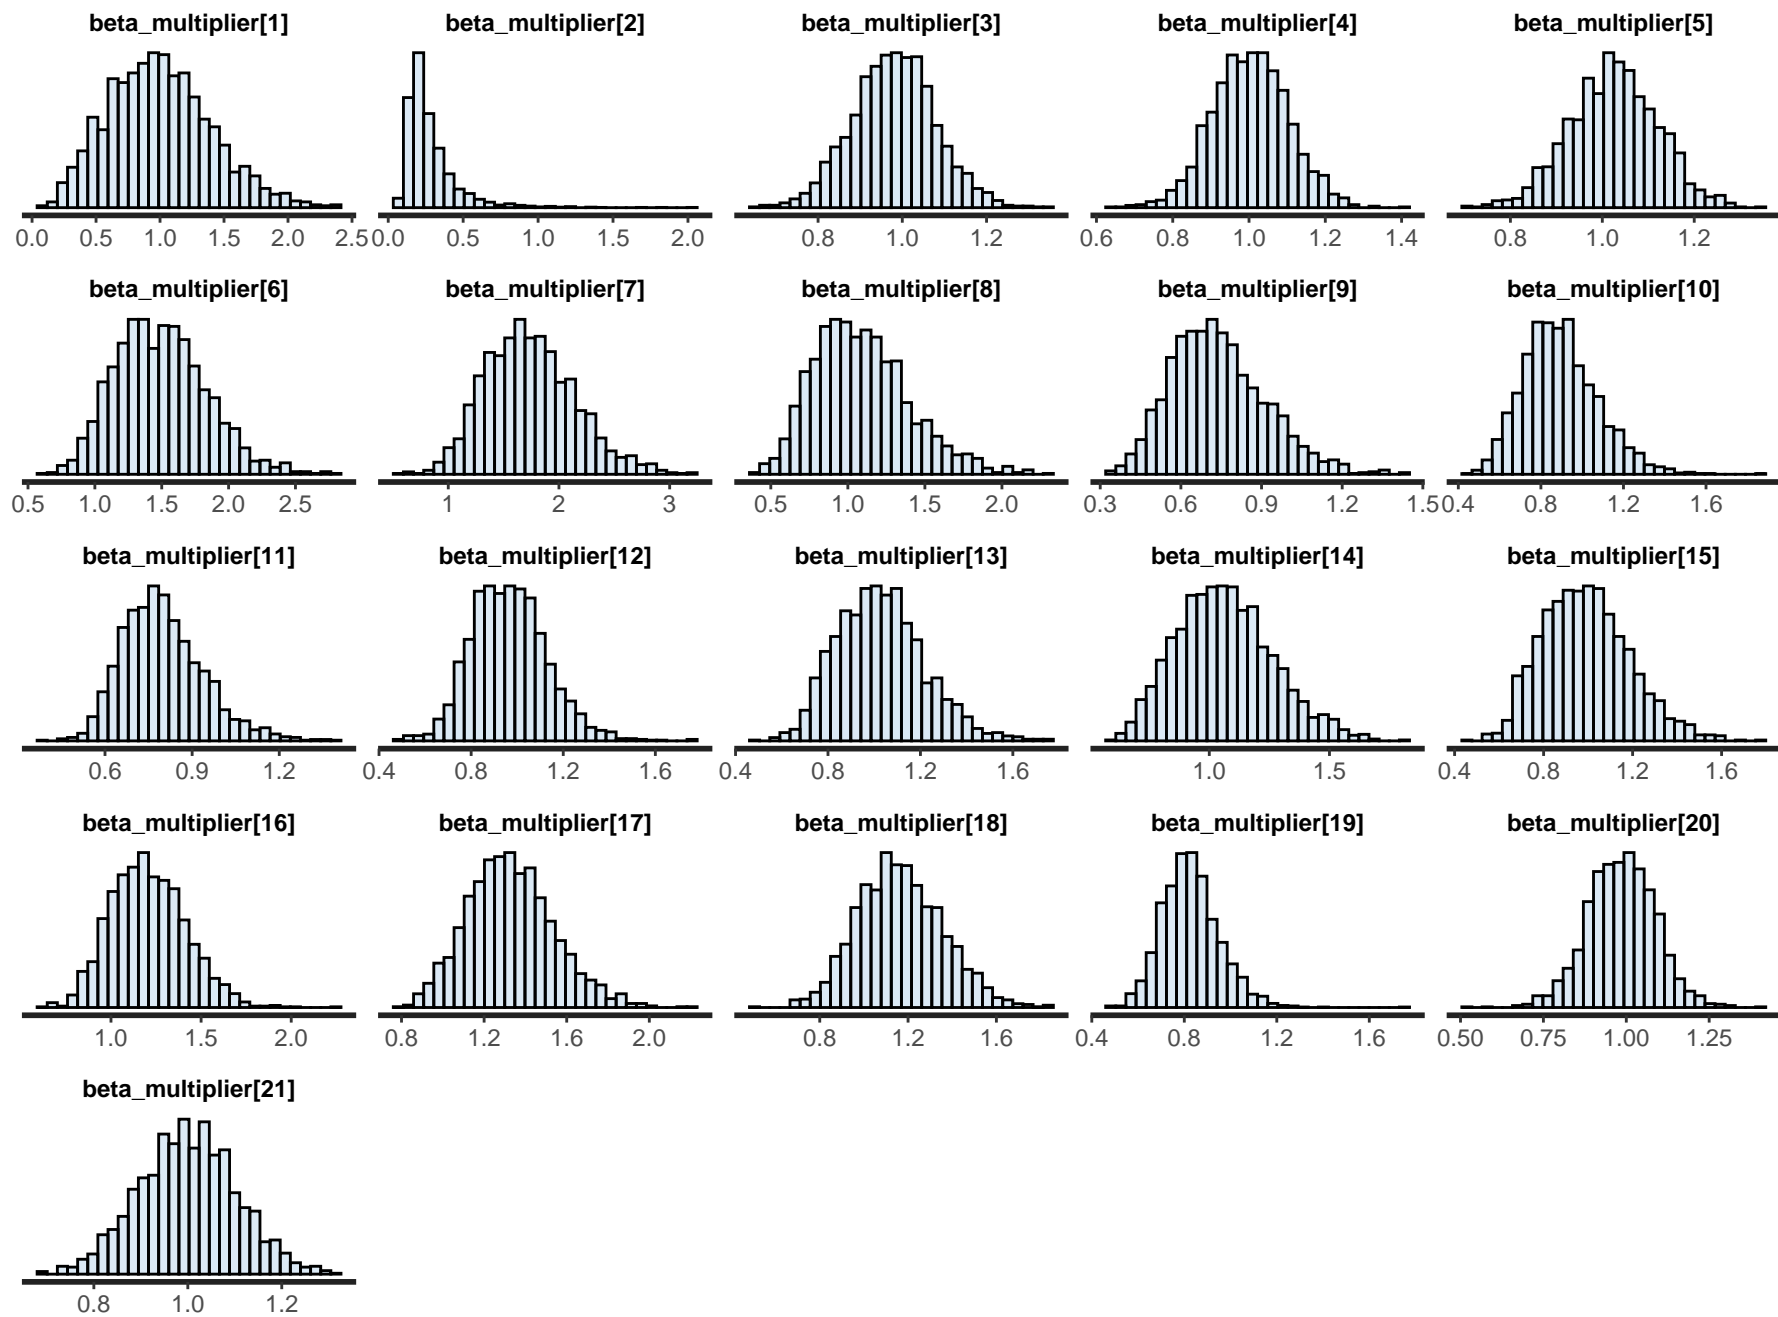 beta_multiplier[1] beta_multiplier[2] beta_multiplier[3] beta_multiplier[4] beta_multiplier[5]
0.0 0.5 1.0 1.5 2.0 2.5 0.0 0.5 1.0 1.5 2.0 0.8 1.0 1.2 0.6 0.8 1.0 1.2 1.4 0.8 1.0 1.2
beta_multiplier[6] beta_multiplier[7] beta_multiplier[8] beta_multiplier[9] beta_multiplier[10]
0.5 1.0 1.5 2.0 2.5 1 2 3 0.5 1.0 1.5 2.0 0.3 0.6 0.9 1.2 1.5 0.4 0.8 1.2 1.6
beta_multiplier[11] beta_multiplier[12] beta_multiplier[13] beta_multiplier[14] beta_multiplier[15]
0.6 0.9 1.2 0.4 0.8 1.2 1.6 0.4 0.8 1.2 1.6 1.0 1.5 0.4 0.8 1.2 1.6
beta_multiplier[16] beta_multiplier[17] beta_multiplier[18] beta_multiplier[19] beta_multiplier[20]
1.0 1.5 2.0 0.8 1.2 1.6 2.0 0.8 1.2 1.6 0.4 0.8 1.2 1.6 0.50 0.75 1.00 1.25
beta_multiplier[21]
0.8 1.0 1.2